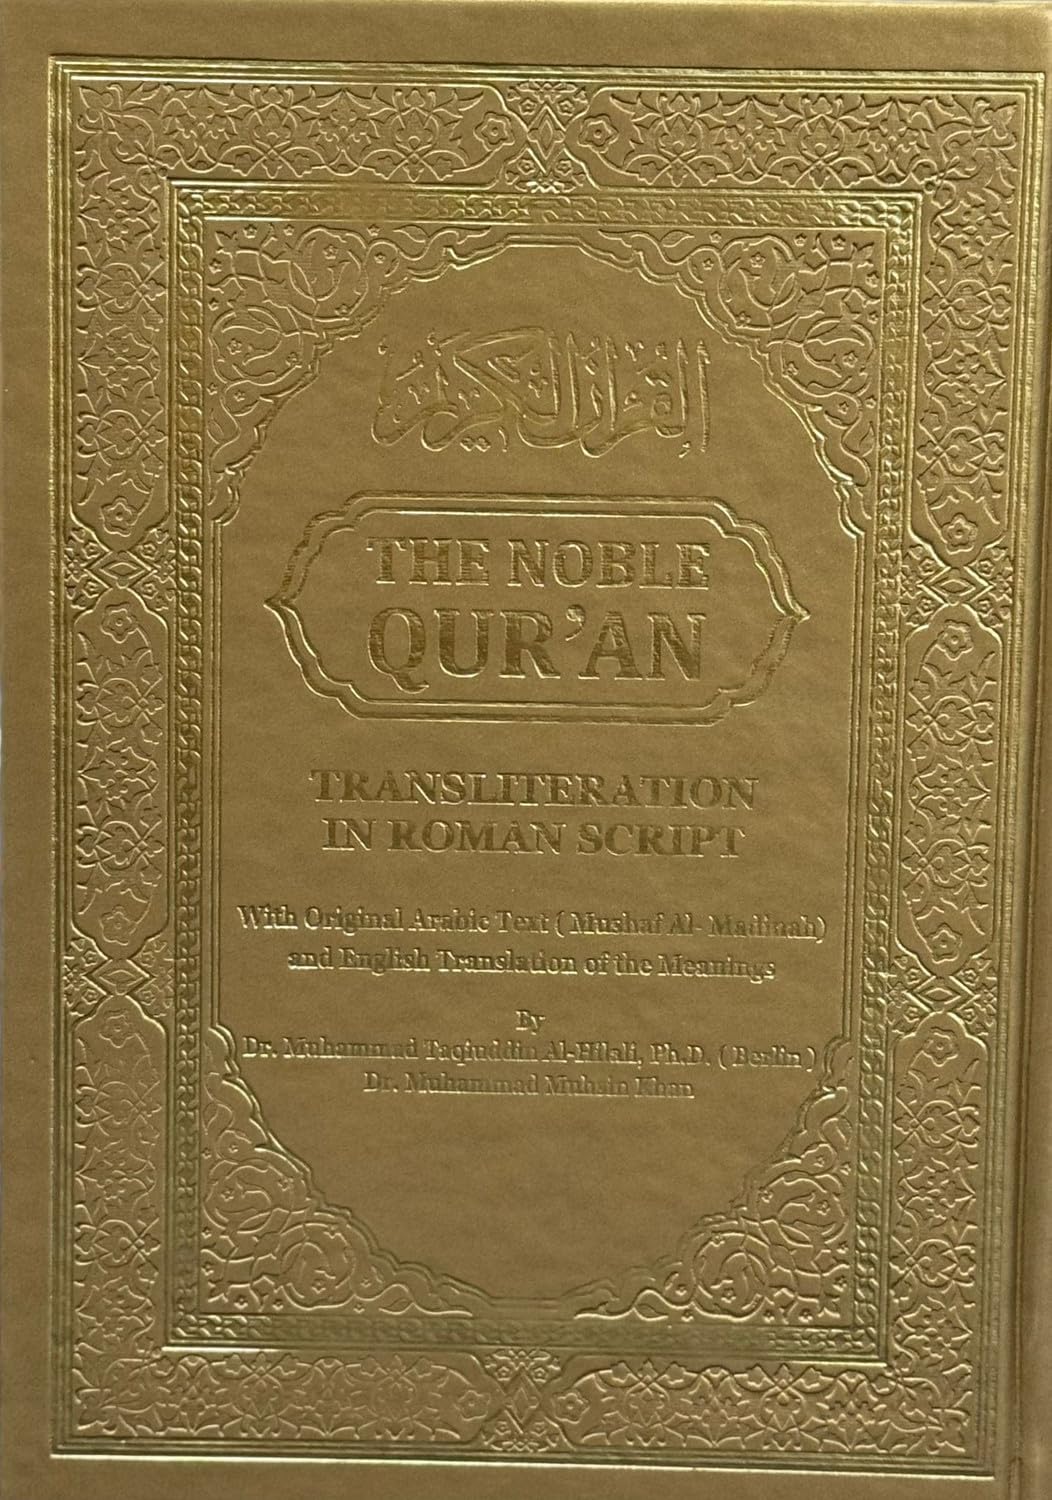 القرآن الكريم
THE NOBLE
QUR'AN
TRANSLITERATION
IN ROMAN SCRIPT
With Original Arabic Text ( Mushaf Al- Madinah)
and English Translation of the Meanings
By
Dr. Muhammad Taqiuddin Al-Hilali, Ph.D. ( Berlin )
Dr. Muhammad Muhsin Khan